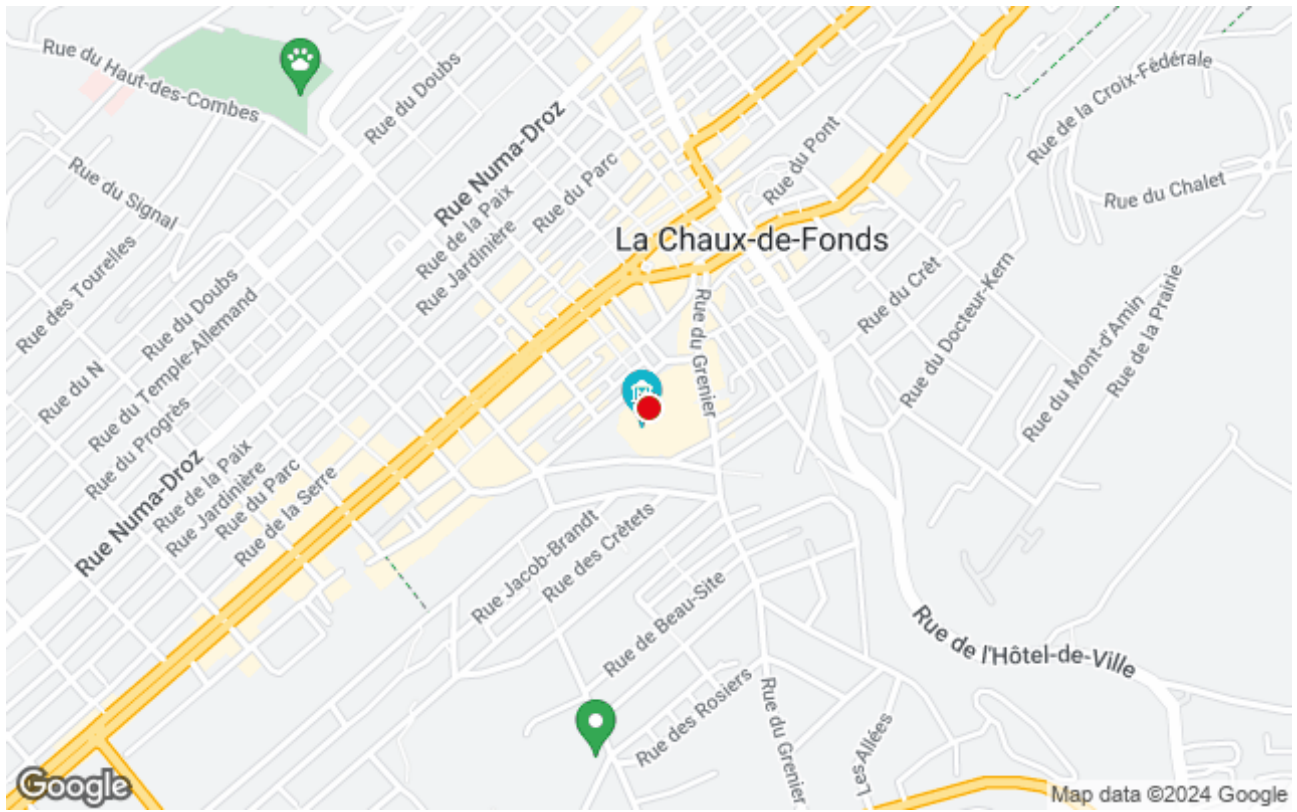 Rue du Haut-des-Combes
Rue du Doubs
Rue Numa-Droz
Rue de la Croix-Fédérale
Rue du Pont
Rue du Parc
Rue du Signal
Rue de la Paix
Rue du Chalet
Rue Jardinière
La Chaux-de-Fonds
Rue des Tourelles
Rue du Doubs
Rue du Crêt
Rue du Docteur-Kern
Rue du Grenier
Rue du Temple-Allemand
Rue du Mont-d'Amin
Rue de la Prairie
Rue du N
Rue du Progrès
Rue Numa-Droz
Rue de la Paix
Rue Jardinière
Rue du Parc
Rue de la Serre
Rue Jacob-Brandt
Rue des Crêtets
Rue de Beau-Site
Rue de l'Hôtel-de-Ville
Rue des Rosiers
Rue du Grenier
Les Allées
Google
Map data ©2024 Google